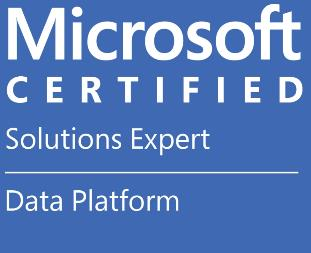 Microsoft
CERTIFIED
Solutions Expert
Data Platform